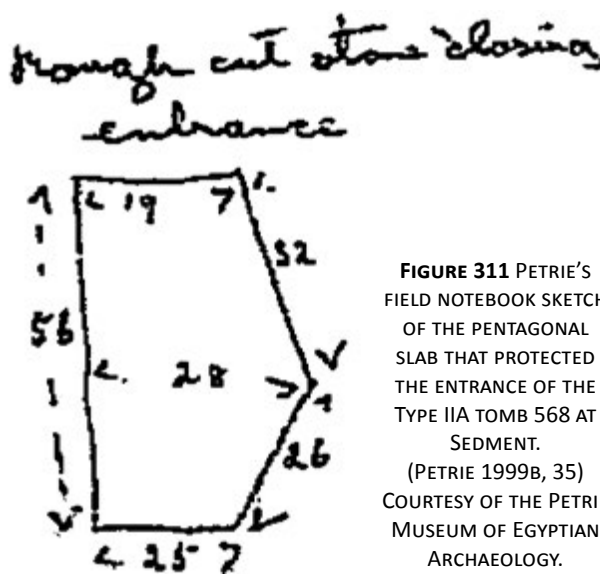 rough cut stone closing
entrance
19
32
56
28
26
25
FIGURE 311 PETRIE'S
FIELD NOTEBOOK SKETCH
OF THE PENTAGONAL
SLAB THAT PROTECTED
THE ENTRANCE OF THE
TYPE IIA TOMB 568 AT
SEDMENT.
(PETRIE 1999B, 35)
COURTESY OF THE PETRI
MUSEUM OF EGYPTIAN
ARCHAEOLOGY.